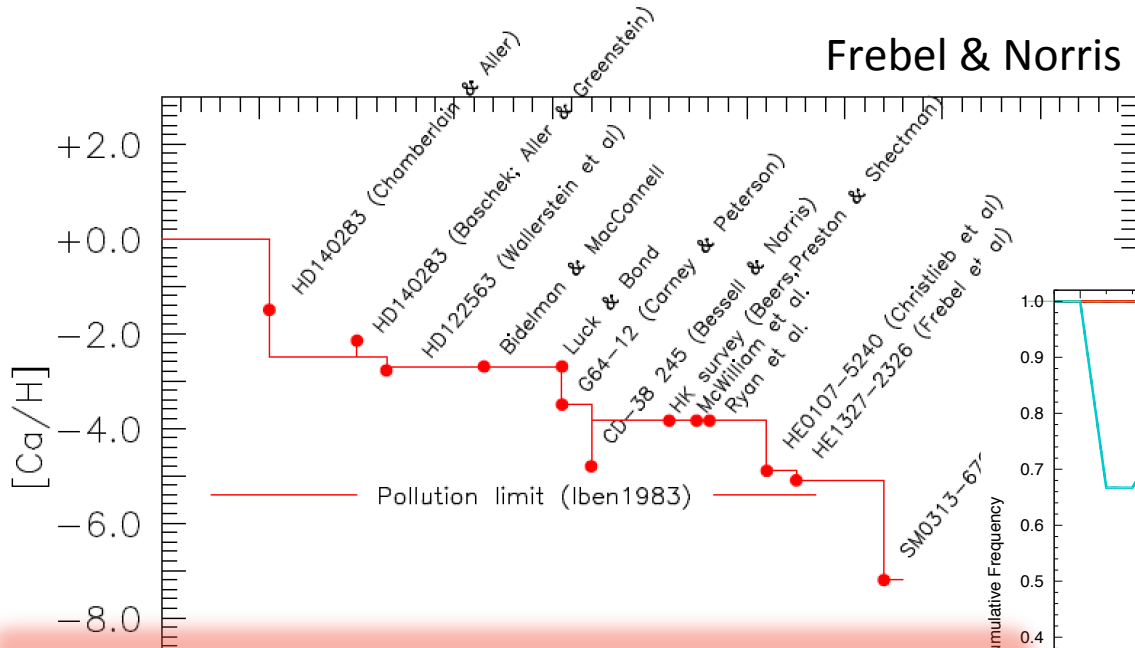 Frebel & Norris
+2.0
+0.0
−2.0
−4.0
−6.0
−8.0
[Ca/H]
HD140283 (Chamberlain & Aller)
HD140283 (Baschek; Aller & Greenstein)
HD122563 (Wallerstein et al)
Bidelman & MacConnell
Luck & Bond
G64−12 (Carney & Peterson)
CD−38 245 (Bessell & Norris)
HK survey (Beers,Preston & Shectman)
McWilliam et al.
Ryan et al.
HE0107−5240 (Christlieb et al)
HE1327−2326 (Frebel et al)
Pollution limit (Iben1983)
1.0
0.9
0.8
0.7
0.6
0.5
0.4
Frequency